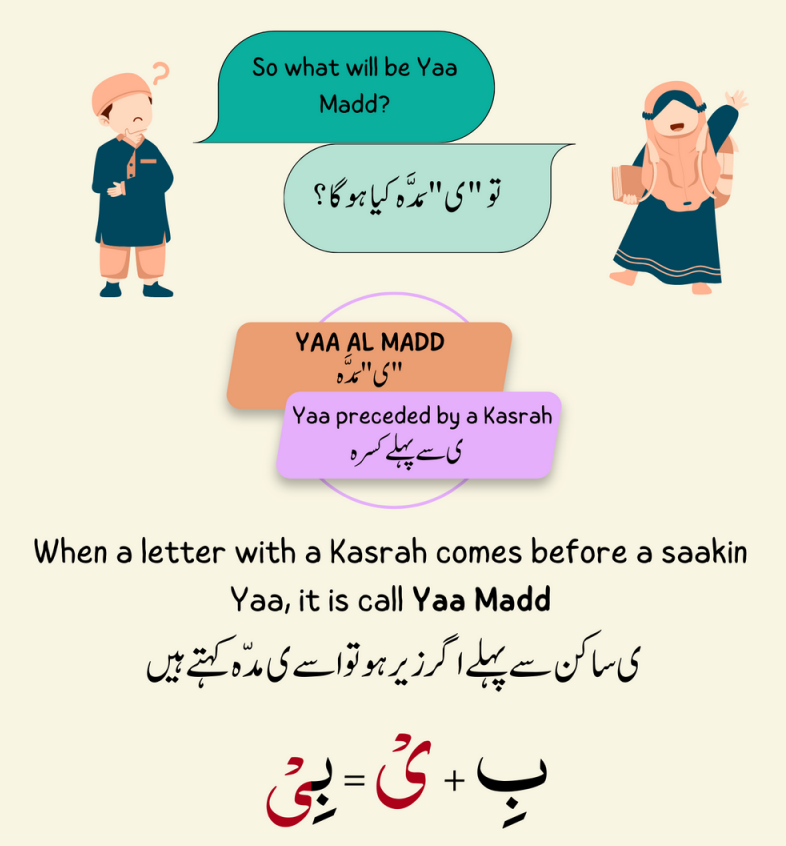 So what will be Yaa
Madd?
?
تو "ی" مَدَّہ کیا ہو گا؟
YAA AL MADD
"ی" مَدَّہ
Yaa preceded by a Kasrah
ی سے پہلے کسرہ
When a letter with a Kasrah comes before a saakin
Yaa, it is call Yaa Madd
ی ساکن سے پہلے اگر زیر ہو تو اسے ی مدّہ کہتے ہیں
بِ + یْ = بِیْ